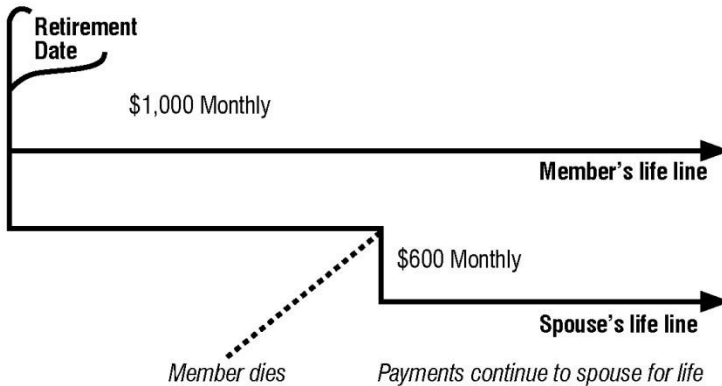 Retirement
Date
$1,000 Monthly
Member's life line
$600 Monthly
Spouse's life line
Member dies
Payments continue to spouse for life